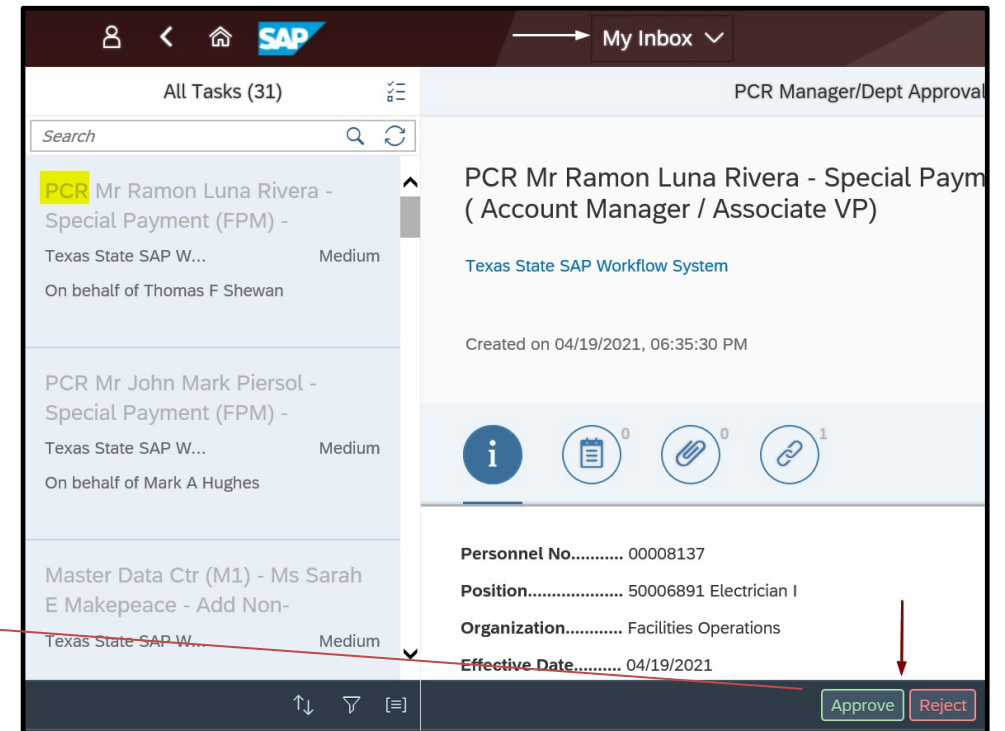 SAP
My Inbox
All Tasks (31)
Search
PCR Mr Ramon Luna Rivera -
Special Payment (FPM) -
Texas State SAP W... Medium
On behalf of Thomas F Shewan
PCR Mr John Mark Piersol -
Special Payment (FPM) -
Texas State SAP W... Medium
On behalf of Mark A Hughes
Master Data Ctr (M1) - Ms Sarah
E Makepeace - Add Non-
Texas State SAP W... Medium
PCR Manager/Dept Approval
PCR Mr Ramon Luna Rivera - Special Paym
( Account Manager / Associate VP)
Texas State SAP Workflow System
Created on 04/19/2021, 06:35:30 PM
i
0
0
1
Personnel No........... 00008137
Position..................... 50006891 Electrician I
Organization............ Facilities Operations
Effective Date.......... 04/19/2021
Approve Reject